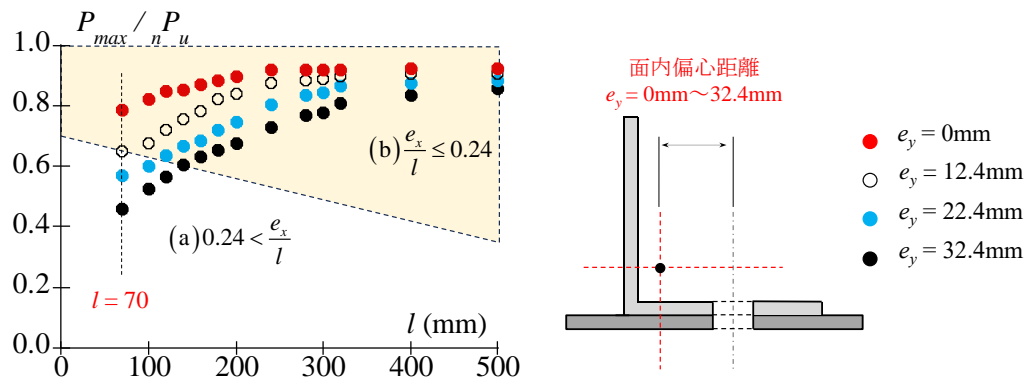 P_max / _nP_u
1.0
0.8
0.6
0.4
0.2
0.0
0
100
200
300
400
500
l (mm)
l = 70
(a) 0.24 < e_x / l
(b) e_x / l ≤ 0.24
面内偏心距離
e_y = 0mm～32.4mm
e_y = 0mm
e_y = 12.4mm
e_y = 22.4mm
e_y = 32.4mm